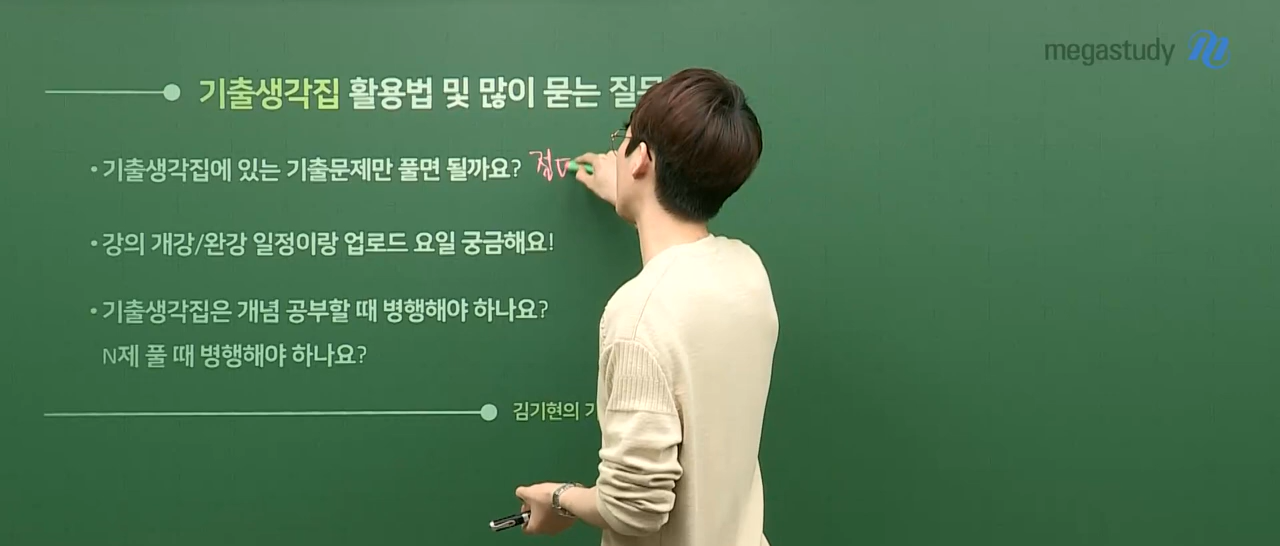 megastudy
기출생각집 활용법 및 많이 묻는 질문
• 기출생각집에 있는 기출문제만 풀면 될까요?
• 강의 개강/완강 일정이랑 업로드 요일 궁금해요!
• 기출생각집은 개념 공부할 때 병행해야 하나요?
N제 풀 때 병행해야 하나요?
김기현의